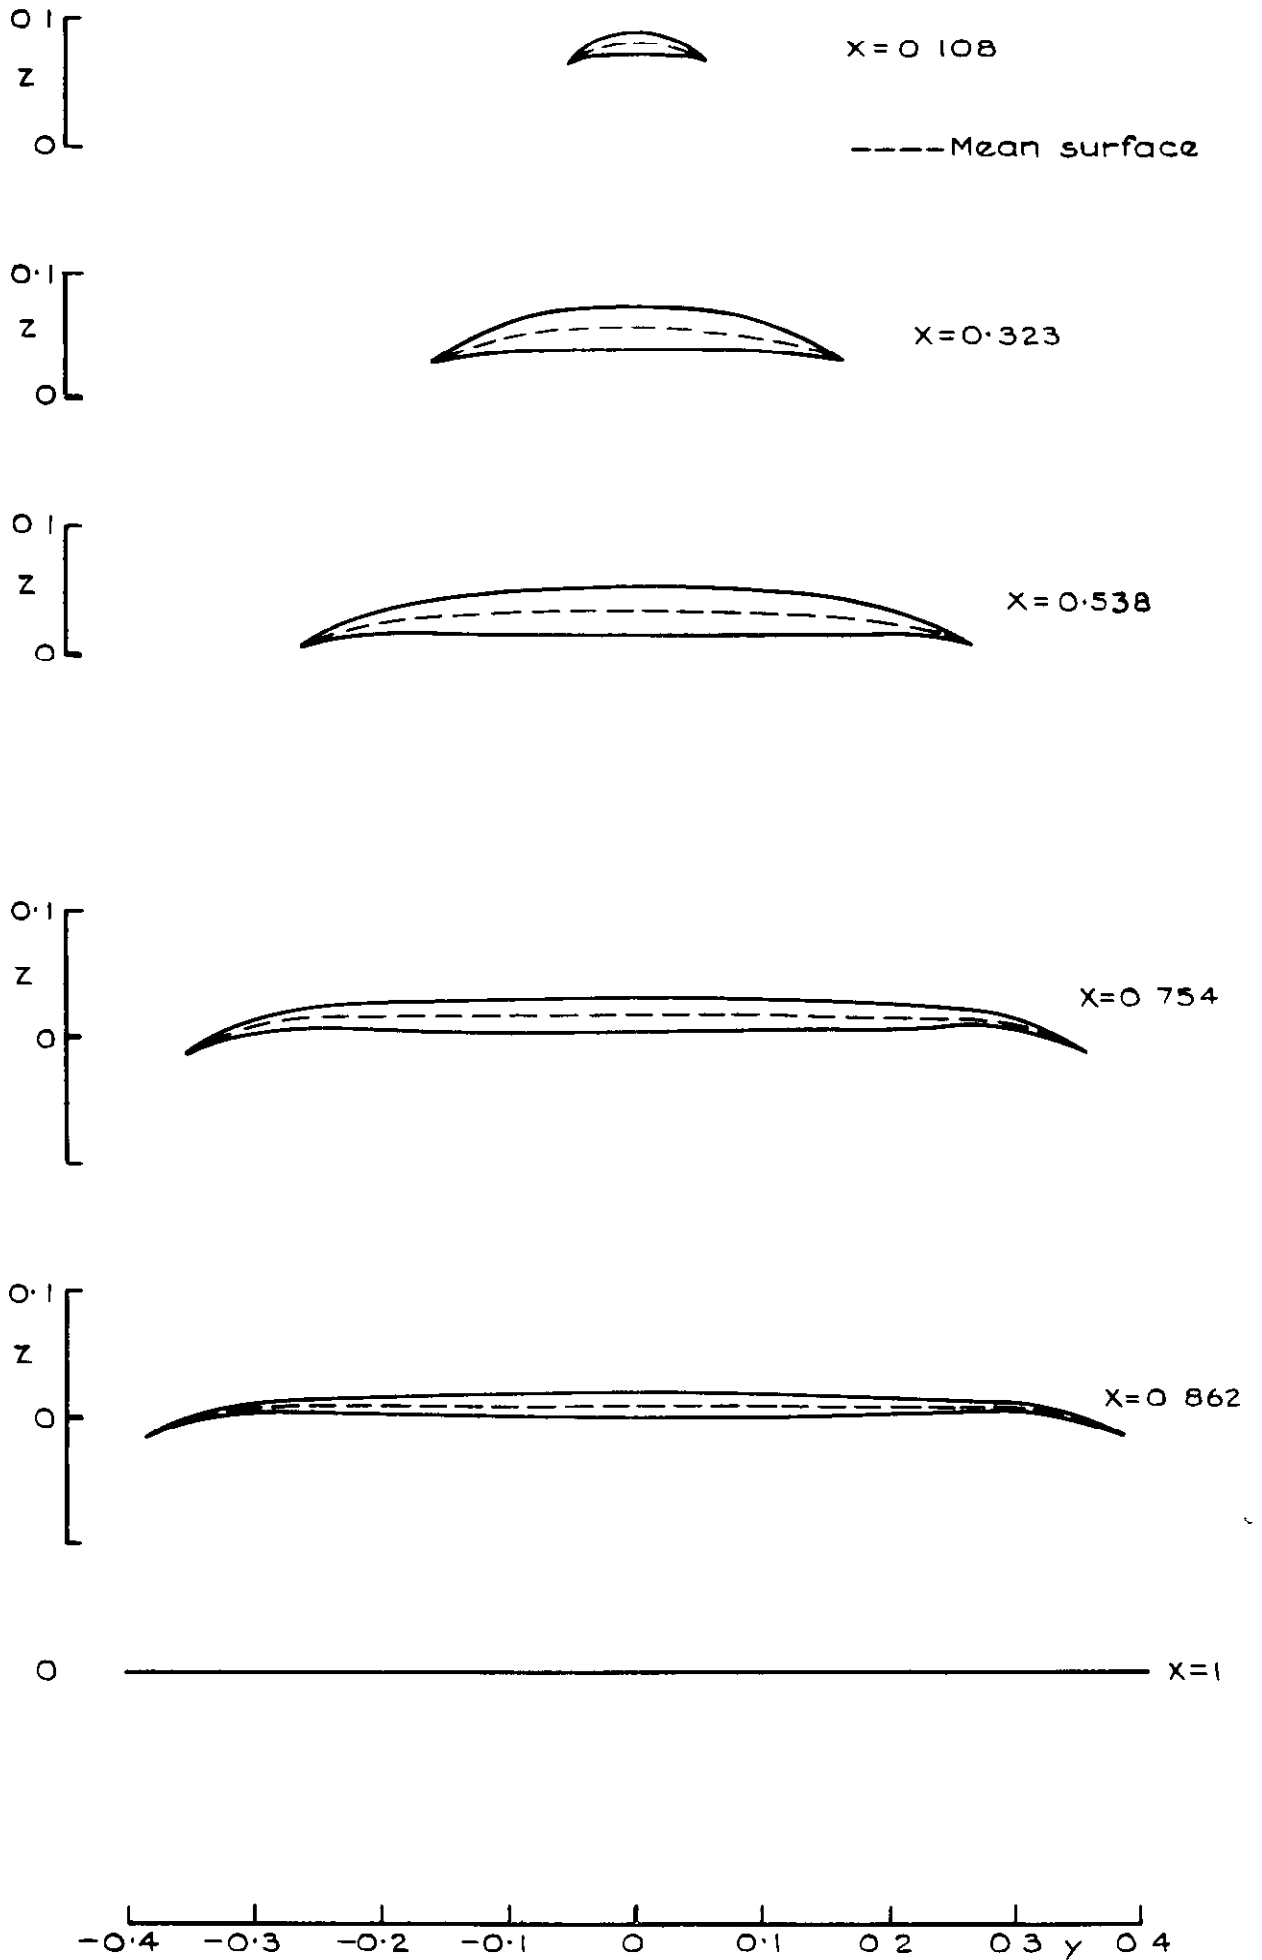 0 1
Z
0
X = 0 108
---- Mean surface
0·1
Z
0
X=0·323
0 1
Z
0
X=0·538
0·1
Z
0
X=0 754
0·1
Z
0
X=0 862
0
X=1
-0·4 -0·3 -0·2 -0·1 0 0·1 0 2 0 3 y 0 4